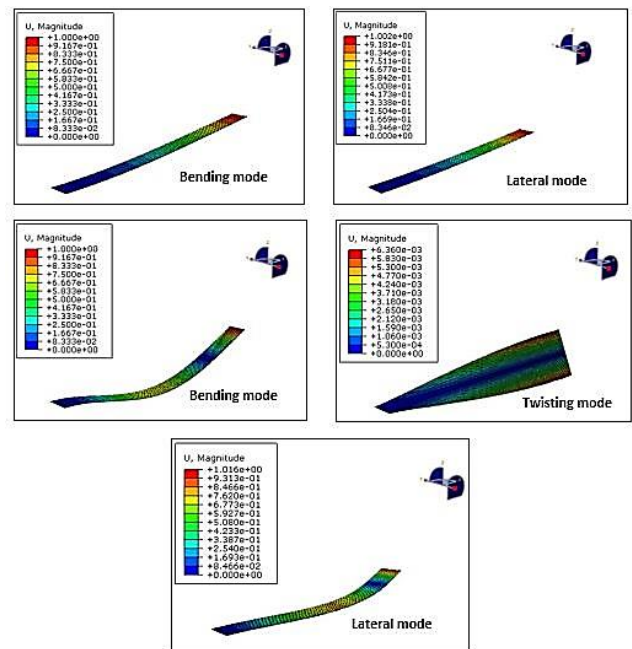 U, Magnitude
+1.000e+00
+9.167e-01
+8.333e-01
+7.500e-01
+6.667e-01
+5.833e-01
+5.000e-01
+4.167e-01
+3.333e-01
+2.500e-01
+1.667e-01
+8.333e-02
+0.000e+00
Bending mode
U, Magnitude
+1.002e+00
+9.181e-01
+8.346e-01
+7.511e-01
+6.677e-01
+5.842e-01
+5.008e-01
+4.173e-01
+3.338e-01
+2.504e-01
+1.669e-01
+8.346e-02
+0.000e+00
Lateral mode
U, Magnitude
+1.000e+00
+9.167e-01
+8.333e-01
+7.500e-01
+6.667e-01
+5.833e-01
+5.000e-01
+4.167e-01
+3.333e-01
+2.500e-01
+1.667e-01
+8.333e-02
+0.000e+00
Bending mode
U, Magnitude
+6.360e-03
+5.830e-03
+5.300e-03
+4.770e-03
+4.240e-03
+3.710e-03
+3.180e-03
+2.650e-03
+2.120e-03
+1.590e-03
+1.060e-03
+5.300e-04
+0.000e+00
Twisting mode
U, Magnitude
+1.016e+00
+9.313e-01
+8.466e-01
+7.620e-01
+6.773e-01
+5.927e-01
+5.080e-01
+4.233e-01
+3.387e-01
+2.540e-01
+1.693e-01
+8.466e-02
+0.000e+00
Lateral mode